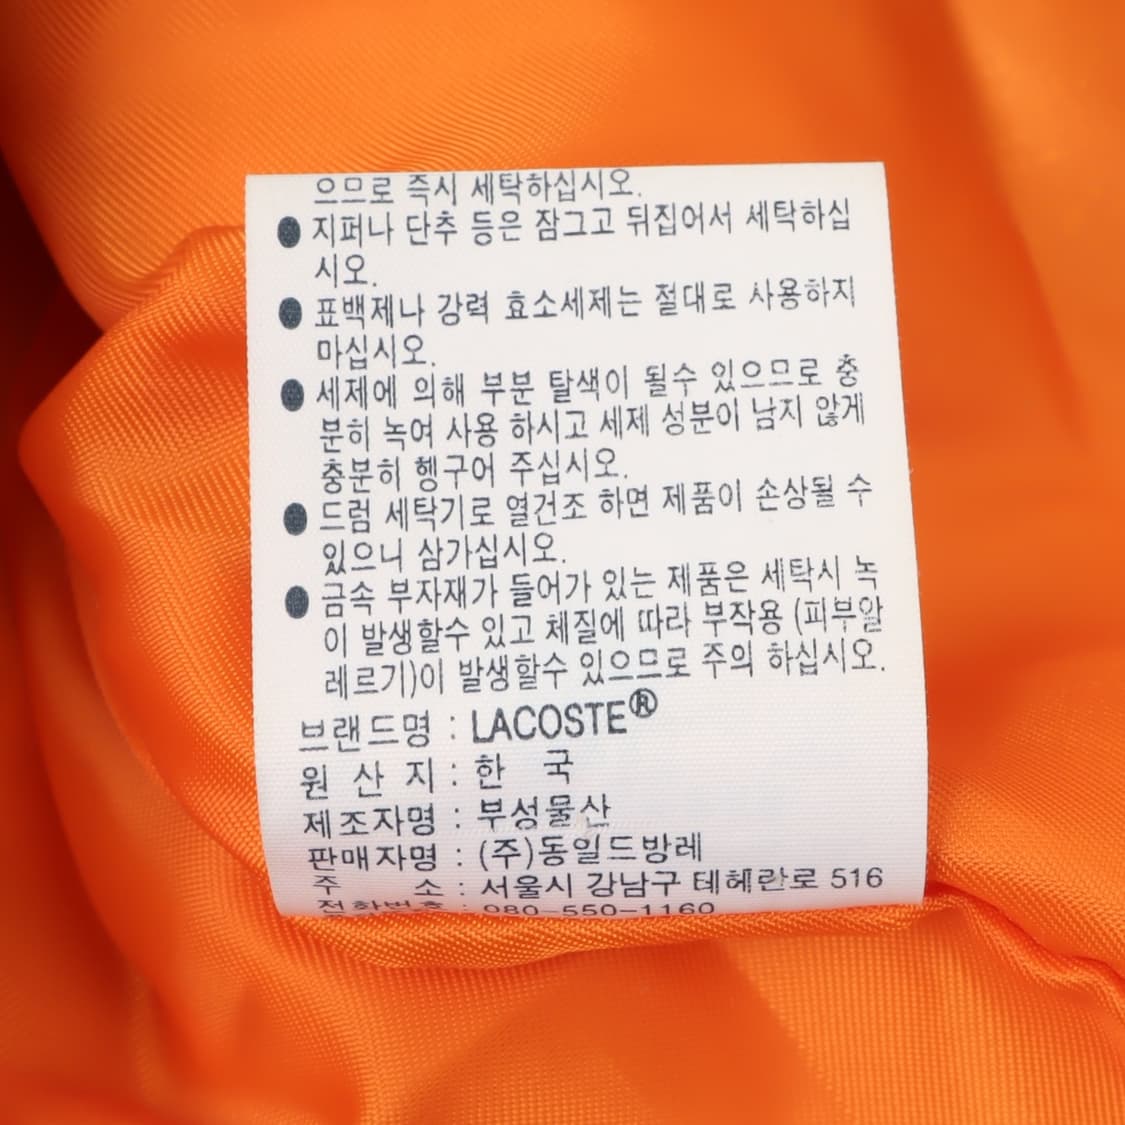 으므로 즉시 세탁하십시오.
● 지퍼나 단추 등은 잠그고 뒤집어서 세탁하십
시오.
● 표백제나 강력 효소세제는 절대로 사용하지
마십시오.
● 세제에 의해 부분 탈색이 될수 있으므로 충
분히 녹여 사용 하시고 세제 성분이 남지 않게
충분히 헹구어 주십시오.
● 드럼 세탁기로 열건조 하면 제품이 손상될 수
있으니 삼가십시오.
● 금속 부자재가 들어가 있는 제품은 세탁시 녹
이 발생할수 있고 체질에 따라 부작용 (피부알
레르기)이 발생할수 있으므로 주의 하십시오.
브랜드명 : LACOSTE®
원 산 지 : 한 국
제조자명 : 부성물산
판매자명 : (주)동일드방레
주 소 : 서울시 강남구 테헤란로 516
전화번호 : 080-550-1160